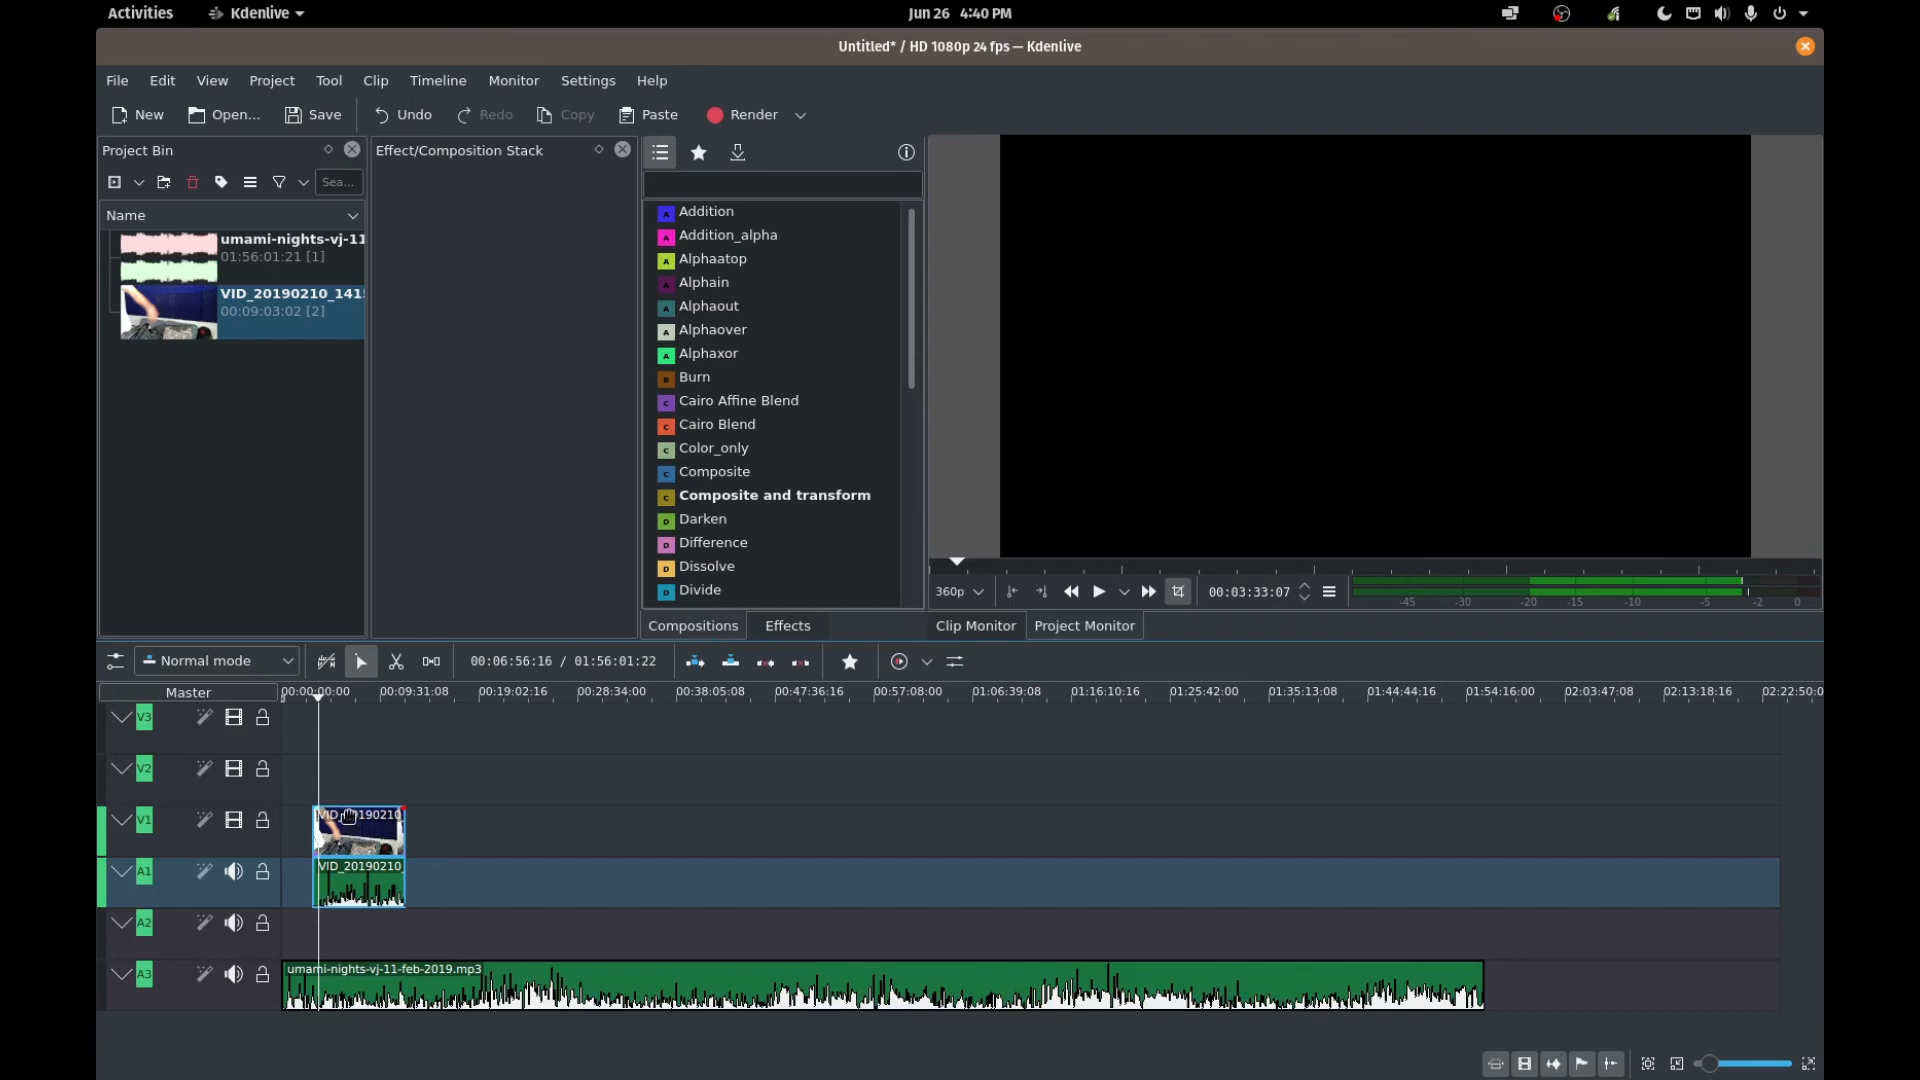 Activities Kdenlive Jun 26 4:40 PM
Untitled* / HD 1080p 24 fps — Kdenlive
File Edit View Project Tool Clip Timeline Monitor Settings Help
New Open... Save Undo Redo Copy Paste Render
Project Bin
Sea...
Name
umami-nights-vj-11
01:56:01:21 [1]
VID_20190210_141
00:09:03:02 [2]
Effect/Composition Stack
A Addition
A Addition_alpha
A Alphaatop
A Alphain
A Alphaout
A Alphaover
A Alphaxor
B Burn
C Cairo Affine Blend
C Cairo Blend
C Color_only
C Composite
C Composite and transform
D Darken
D Difference
D Dissolve
D Divide
Compositions Effects
360p 00:03:33:07
-45 -30 -20 -15 -10 -5 -2 0
Clip Monitor Project Monitor
Normal mode 00:06:56:16 / 01:56:01:22
Master 00:00:00:00 00:09:31:08 00:19:02:16 00:28:34:00 00:38:05:08 00:47:36:16 00:57:08:00 01:06:39:08 01:16:10:16 01:25:42:00 01:35:13:08 01:44:44:16 01:54:16:00 02:03:47:08 02:13:18:16 02:22:50:0
V3
V2
V1 VID_20190210
A1 VID_20190210_
A2
A3 umami-nights-vj-11-feb-2019.mp3